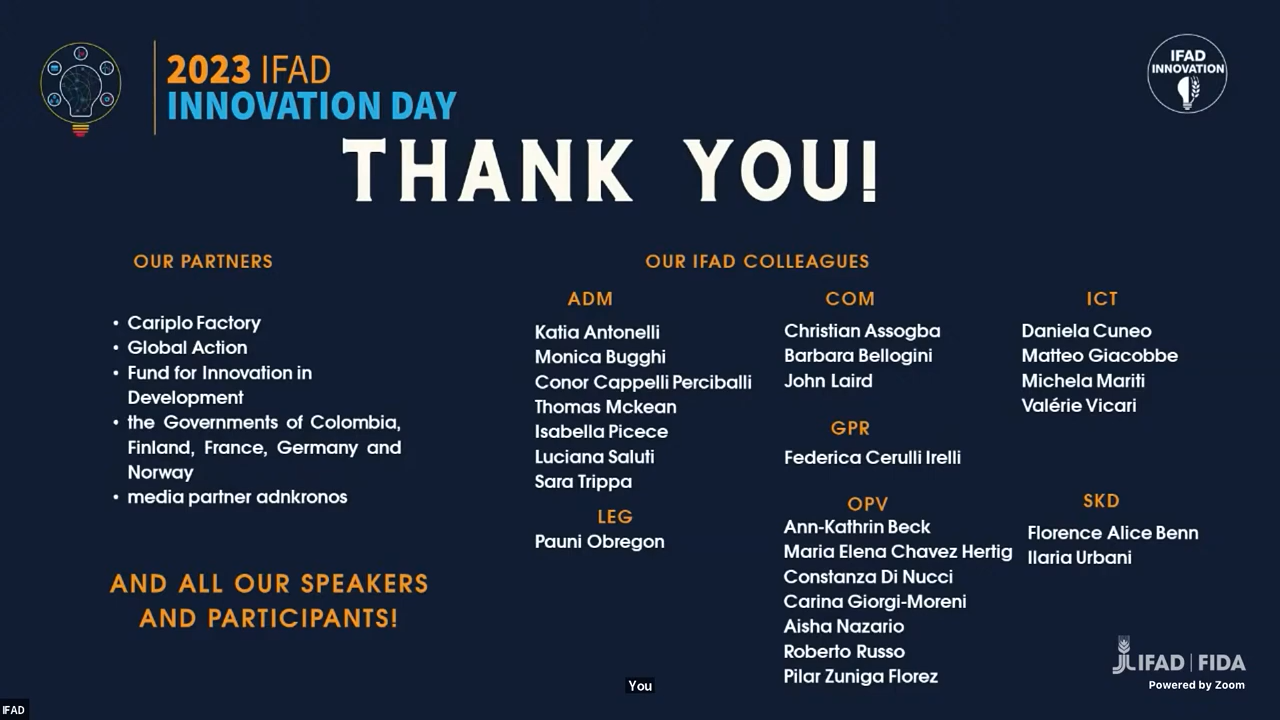 2023 IFAD
INNOVATION DAY
IFAD
INNOVATION
THANK YOU!
OUR PARTNERS
• Cariplo Factory
• Global Action
• Fund for Innovation in
Development
• the Governments of Colombia,
Finland, France, Germany and
Norway
• media partner adnkronos
AND ALL OUR SPEAKERS
AND PARTICIPANTS!
OUR IFAD COLLEAGUES
ADM
Katia Antonelli
Monica Bugghi
Conor Cappelli Perciballi
Thomas Mckean
Isabella Picece
Luciana Saluti
Sara Trippa
LEG
Pauni Obregon
COM
Christian Assogba
Barbara Bellogini
John Laird
GPR
Federica Cerulli Irelli
OPV
Ann-Kathrin Beck
Maria Elena Chavez Hertig
Constanza Di Nucci
Carina Giorgi-Moreni
Aisha Nazario
Roberto Russo
Pilar Zuniga Florez
ICT
Daniela Cuneo
Matteo Giacobbe
Michela Mariti
Valérie Vicari
SKD
Florence Alice Benn
Ilaria Urbani
IFAD | FIDA
Powered by Zoom
You
IFAD